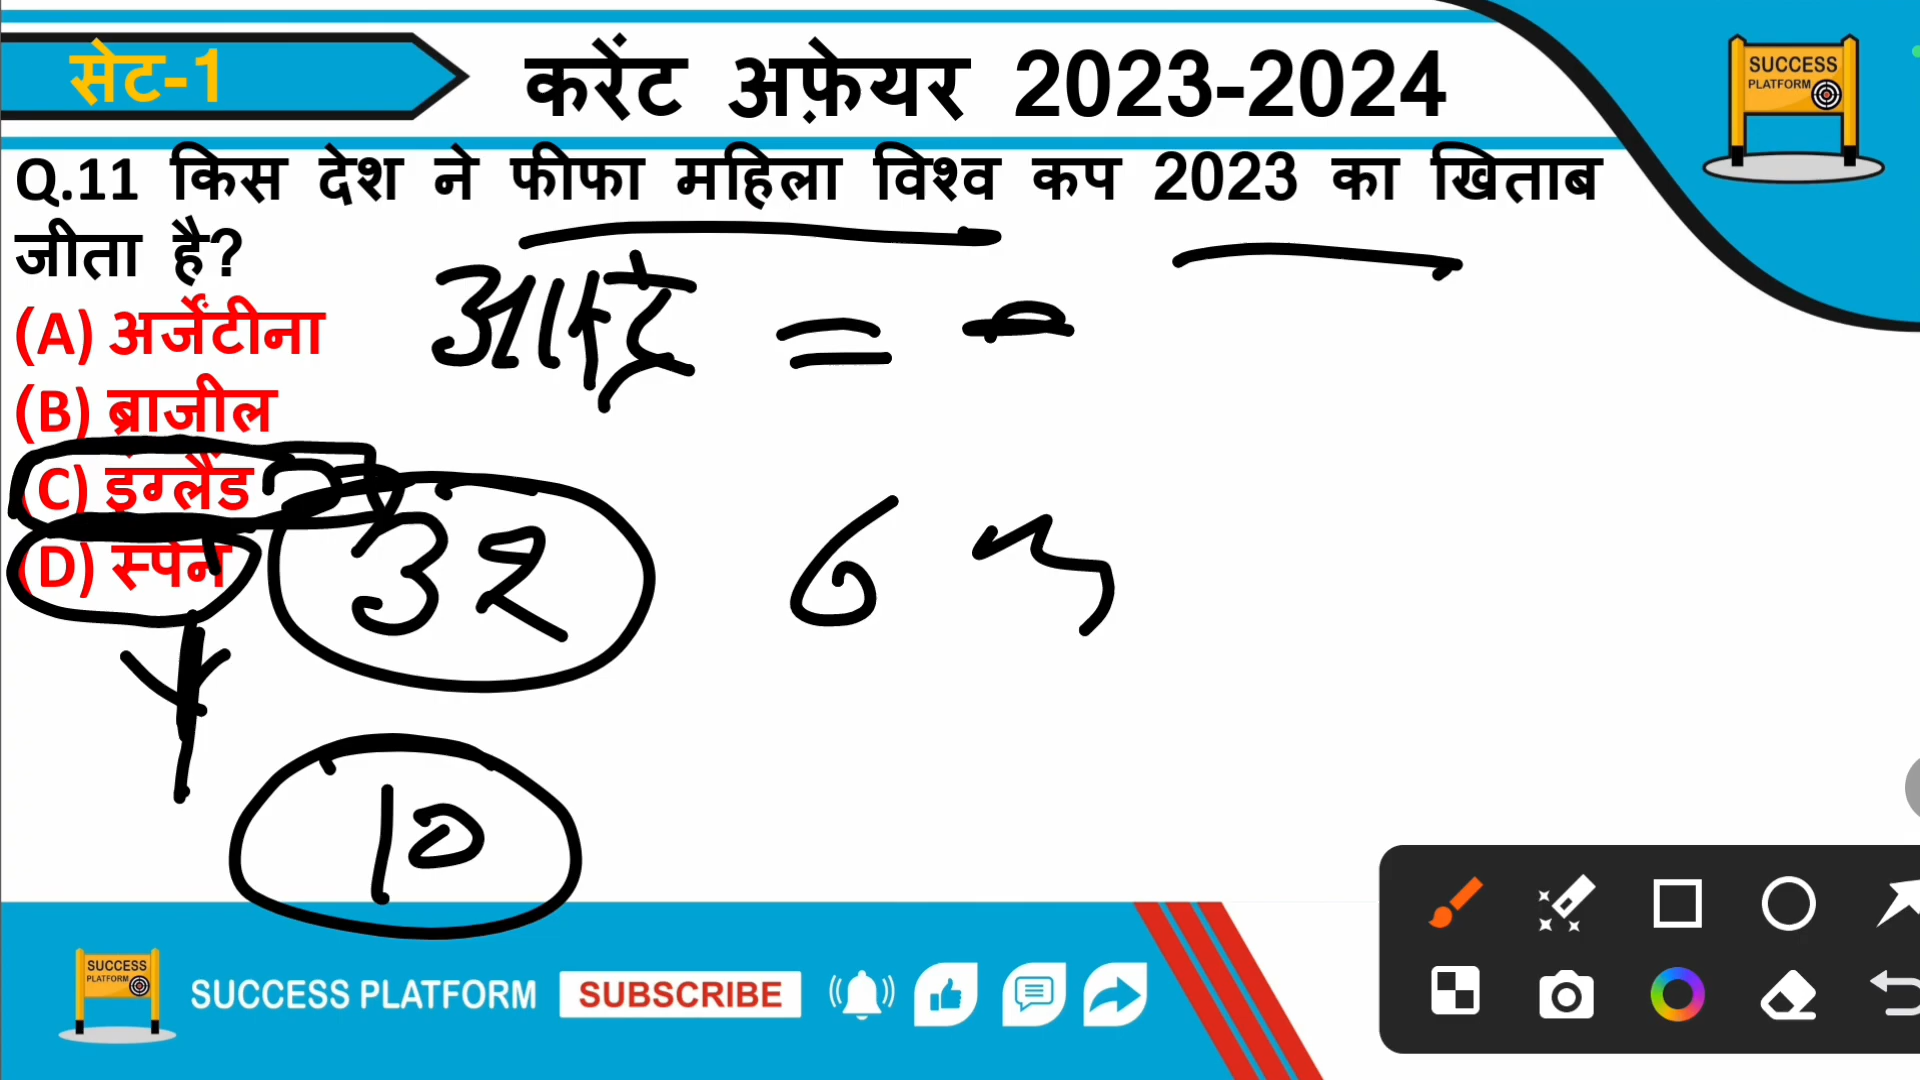 सेट-1
करेंट अफ़ेयर 2023-2024
SUCCESS
PLATFORM
Q.11 किस देश ने फीफा महिला विश्व कप 2023 का खिताब
जीता है?
(A) अर्जेंटीना
(B) ब्राजील
(C) इंग्लैंड
(D) स्पेन
32
10
SUCCESS
PLATFORM
SUCCESS PLATFORM
SUBSCRIBE